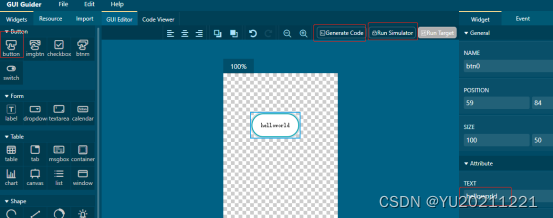 GUI Guider File Edit Help
Widgets Resource Import GUI Editor Code Viewer Widget Event
Button Generate Code Run Simulator Run Target General
button imgbtn checkbox btnm NAME
100% btn0
switch
POSITION
Form 59 84
label dropdown textarea calendar SIZE
helloworld 100 50
Table
table tab msgbox container Attribute
chart canvas list window TEXT
helloworld
Shape
CSDN @YU20211221